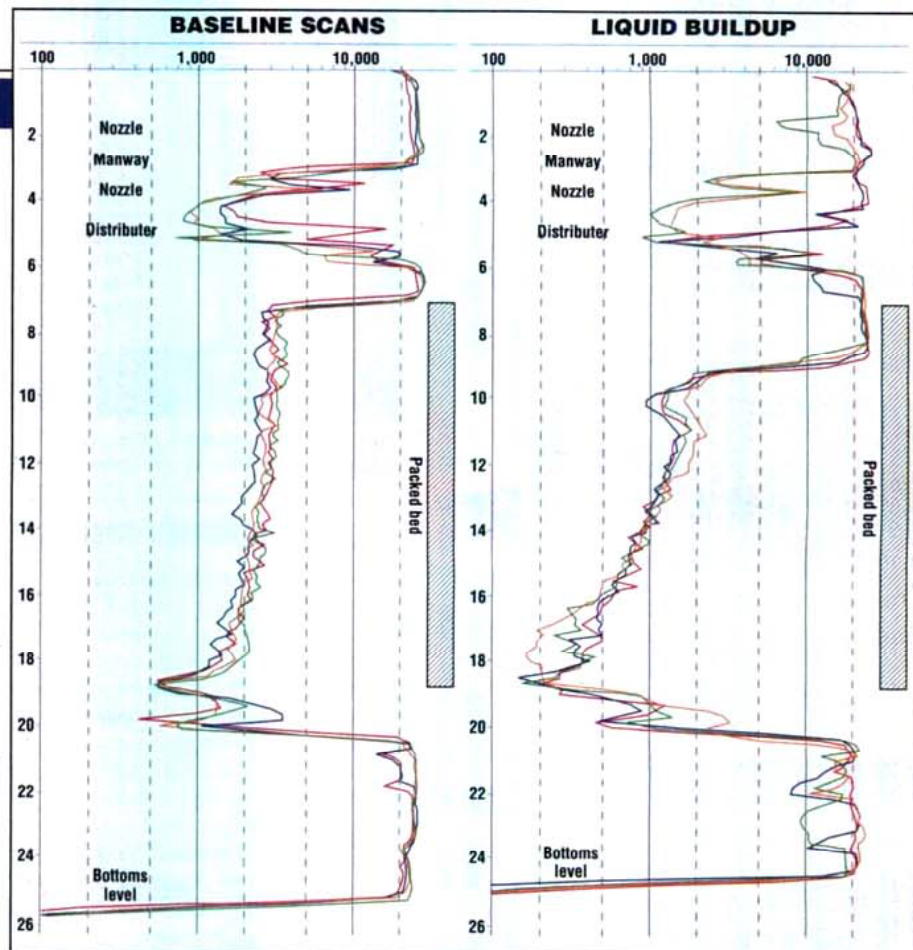 BASELINE SCANS
100 1,000 10,000
2
4
6
8
10
12
14
16
18
20
22
24
26
Nozzle
Manway
Nozzle
Distributer
Packed bed
Bottoms
level
LIQUID BUILDUP
100 1,000 10,000
2
4
6
8
10
12
14
16
18
20
22
24
26
Nozzle
Manway
Nozzle
Distributer
Packed bed
Bottoms
level